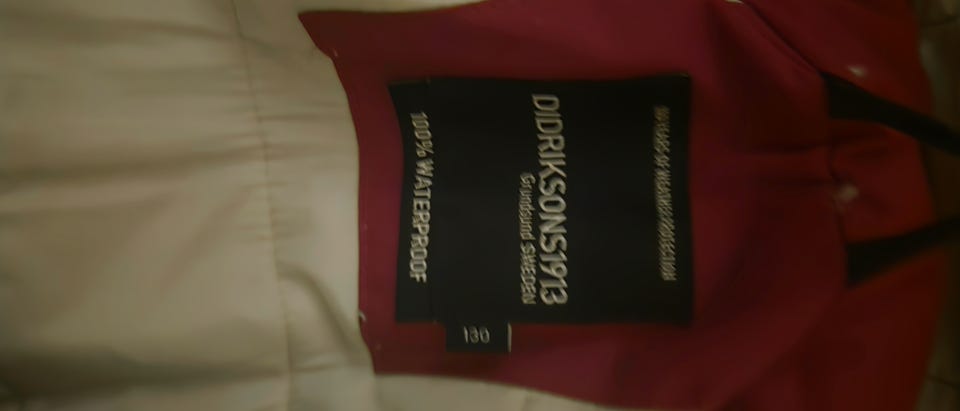 DIDRIKSONS1913
Grundsund SWEDEN
100% WATERPROOF
130